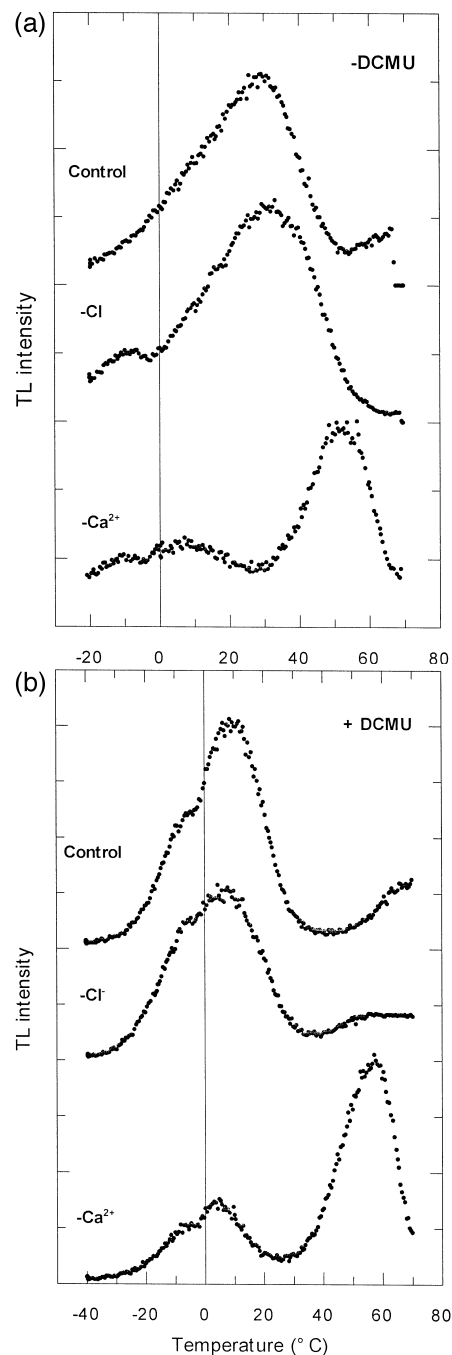 (a)
-DCMU
Control
-Cl
-Ca²⁺
TL intensity
-20 0 20 40 60 80
(b)
+ DCMU
Control
-Cl⁻
-Ca²⁺
TL intensity
-40 -20 0 20 40 60 80
Temperature (° C)